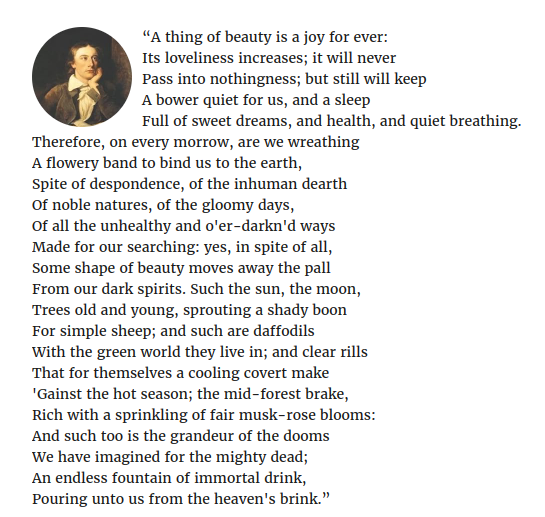 “A thing of beauty is a joy for ever:
Its loveliness increases; it will never
Pass into nothingness; but still will keep
A bower quiet for us, and a sleep
Full of sweet dreams, and health, and quiet breathing.
Therefore, on every morrow, are we wreathing
A flowery band to bind us to the earth,
Spite of despondence, of the inhuman dearth
Of noble natures, of the gloomy days,
Of all the unhealthy and o'er-darkn'd ways
Made for our searching: yes, in spite of all,
Some shape of beauty moves away the pall
From our dark spirits. Such the sun, the moon,
Trees old and young, sprouting a shady boon
For simple sheep; and such are daffodils
With the green world they live in; and clear rills
That for themselves a cooling covert make
'Gainst the hot season; the mid-forest brake,
Rich with a sprinkling of fair musk-rose blooms:
And such too is the grandeur of the dooms
We have imagined for the mighty dead;
An endless fountain of immortal drink,
Pouring unto us from the heaven's brink.”